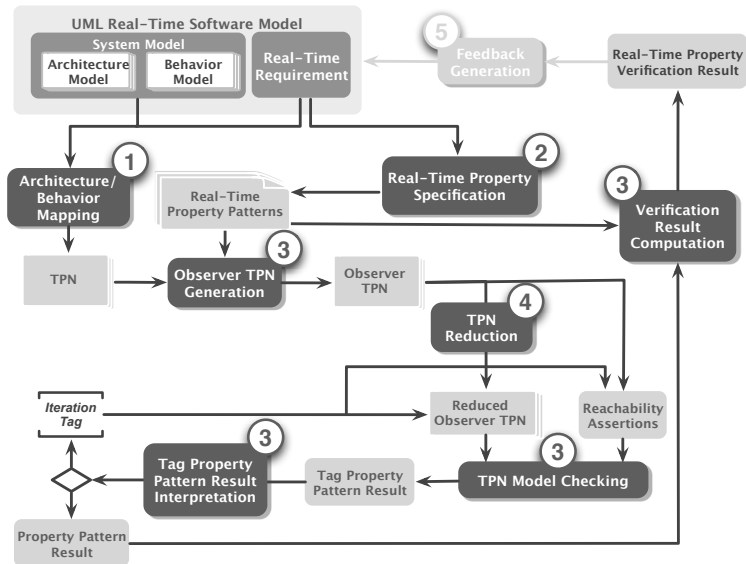 UML Real-Time Software Model
System Model
Architecture
Model
Behavior
Model
Real-Time
Requirement
5
Feedback
Generation
Real-Time Property
Verification Result
1
Architecture/
Behavior
Mapping
2
Real-Time Property
Specification
Real-Time
Property Patterns
3
Verification
Result
Computation
TPN
3
Observer TPN
Generation
Observer
TPN
4
TPN
Reduction
Iteration
Tag
Reduced
Observer TPN
Reachability
Assertions
3
Tag Property
Pattern Result
Interpretation
Tag Property
Pattern Result
3
TPN Model Checking
Property Pattern
Result